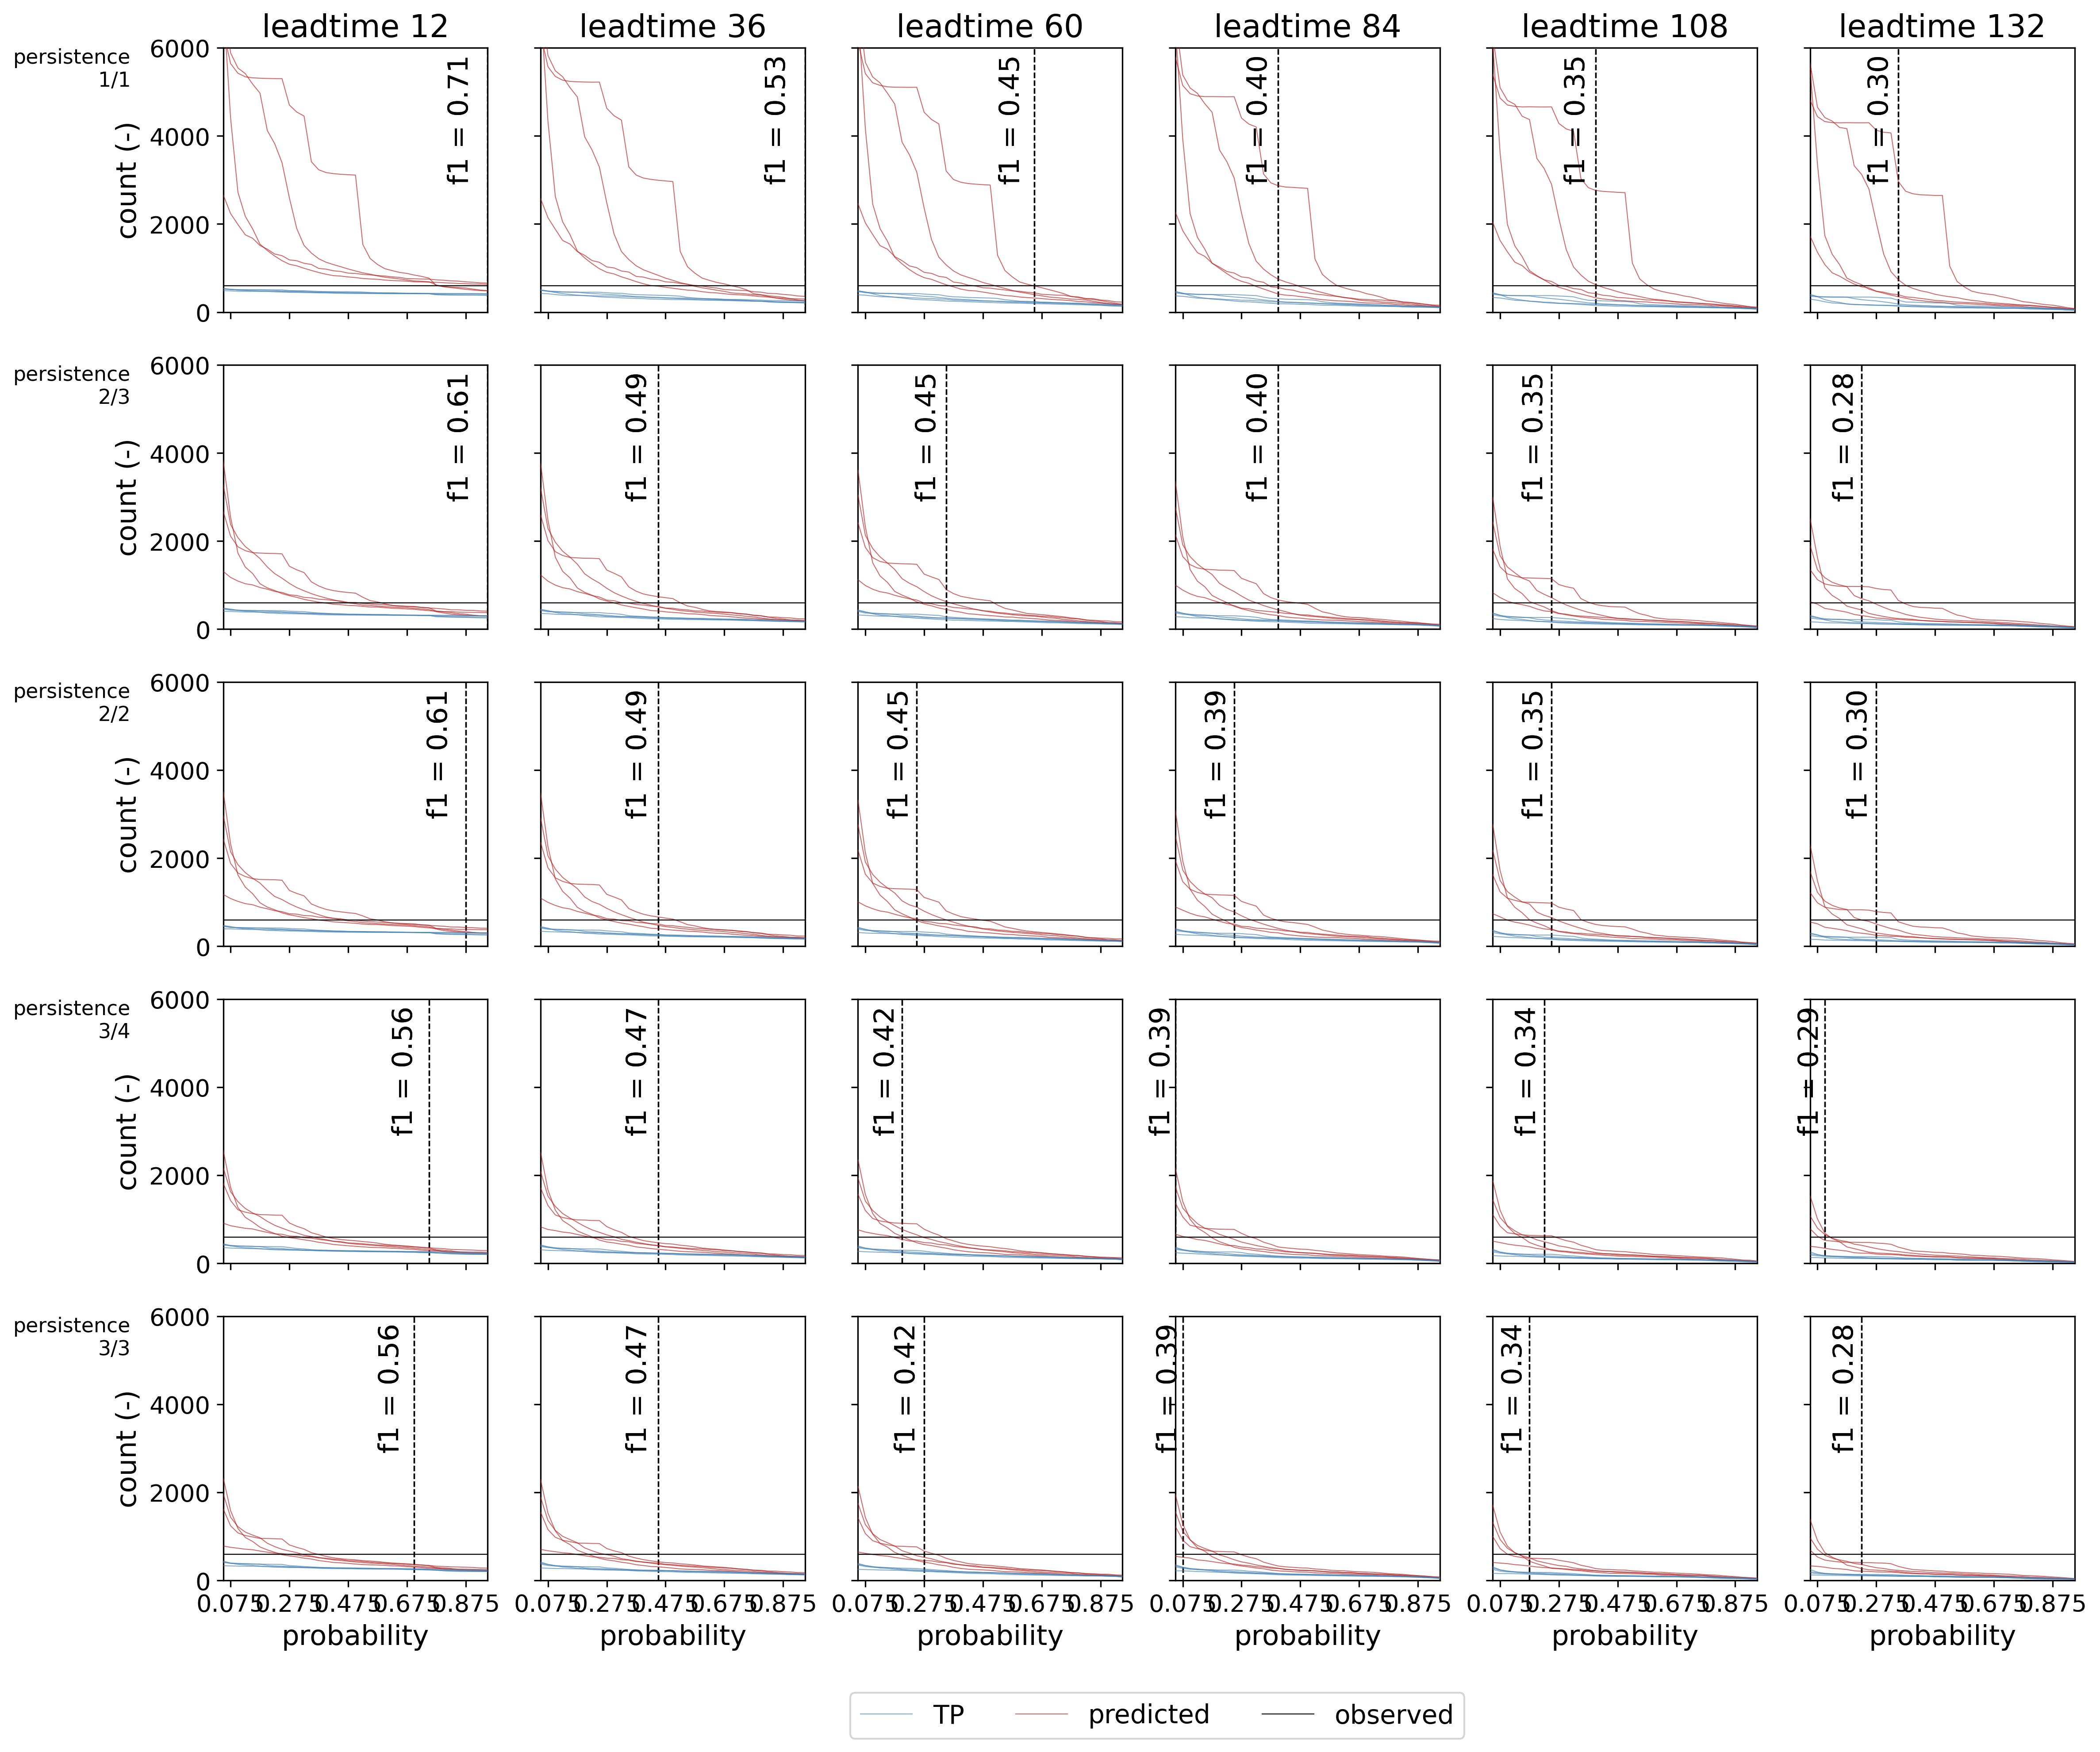 leadtime 12 leadtime 36 leadtime 60 leadtime 84 leadtime 108 leadtime 132
persistence
1/1
count (-)
6000
4000
2000
0
f1 = 0.71
f1 = 0.53
f1 = 0.45
f1 = 0.40
f1 = 0.35
f1 = 0.30
persistence
2/3
count (-)
6000
4000
2000
0
f1 = 0.61
f1 = 0.49
f1 = 0.45
f1 = 0.40
f1 = 0.35
f1 = 0.28
persistence
2/2
count (-)
6000
4000
2000
0
f1 = 0.61
f1 = 0.49
f1 = 0.45
f1 = 0.39
f1 = 0.35
f1 = 0.30
persistence
3/4
count (-)
6000
4000
2000
0
f1 = 0.56
f1 = 0.47
f1 = 0.42
f1 = 0.39
f1 = 0.34
f1 = 0.29
persistence
3/3
count (-)
6000
4000
2000
0
f1 = 0.56
f1 = 0.47
f1 = 0.42
f1 = 0.39
f1 = 0.34
f1 = 0.28
0.075 0.275 0.475 0.675 0.875 0.075 0.275 0.475 0.675 0.875 0.075 0.275 0.475 0.675 0.875 0.075 0.275 0.475 0.675 0.875 0.075 0.275 0.475 0.675 0.875 0.075 0.275 0.475 0.675 0.875
probability probability probability probability probability probability
TP predicted observed